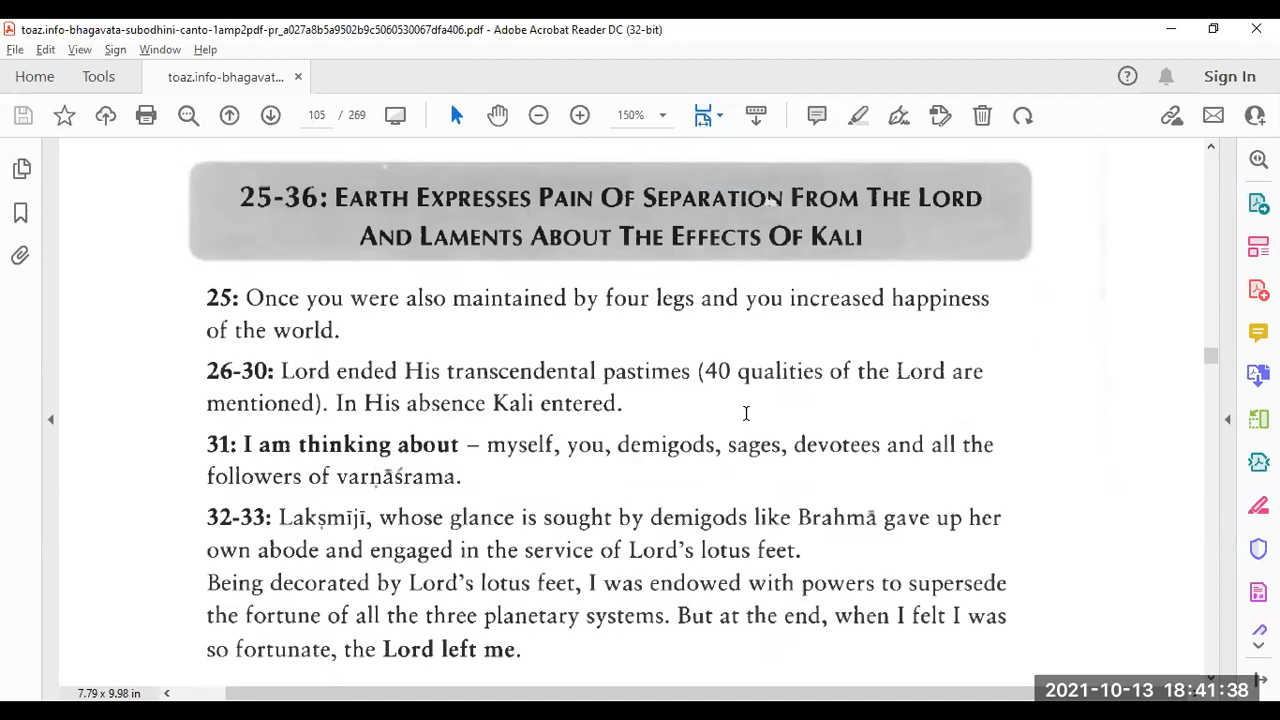 toaz.info-bhagavata-subodhini-canto-1amp2pdf-pr_a027a8b5a9502b9c5060530067dfa406.pdf - Adobe Acrobat Reader DC (32-bit)
File Edit View Sign Window Help
Home Tools toaz.info-bhagavat... × Sign In
105 / 269 150%
25-36: EARTH EXPRESSES PAIN OF SEPARATION FROM THE LORD
AND LAMENTS ABOUT THE EFFECTS OF KALI
25: Once you were also maintained by four legs and you increased happiness
of the world.
26-30: Lord ended His transcendental pastimes (40 qualities of the Lord are
mentioned). In His absence Kali entered.
31: I am thinking about – myself, you, demigods, sages, devotees and all the
followers of varṇāśrama.
32-33: Lakṣmījī, whose glance is sought by demigods like Brahmā gave up her
own abode and engaged in the service of Lord's lotus feet.
Being decorated by Lord's lotus feet, I was endowed with powers to supersede
the fortune of all the three planetary systems. But at the end, when I felt I was
so fortunate, the Lord left me.
7.79 x 9.98 in
2021-10-13 18:41:38